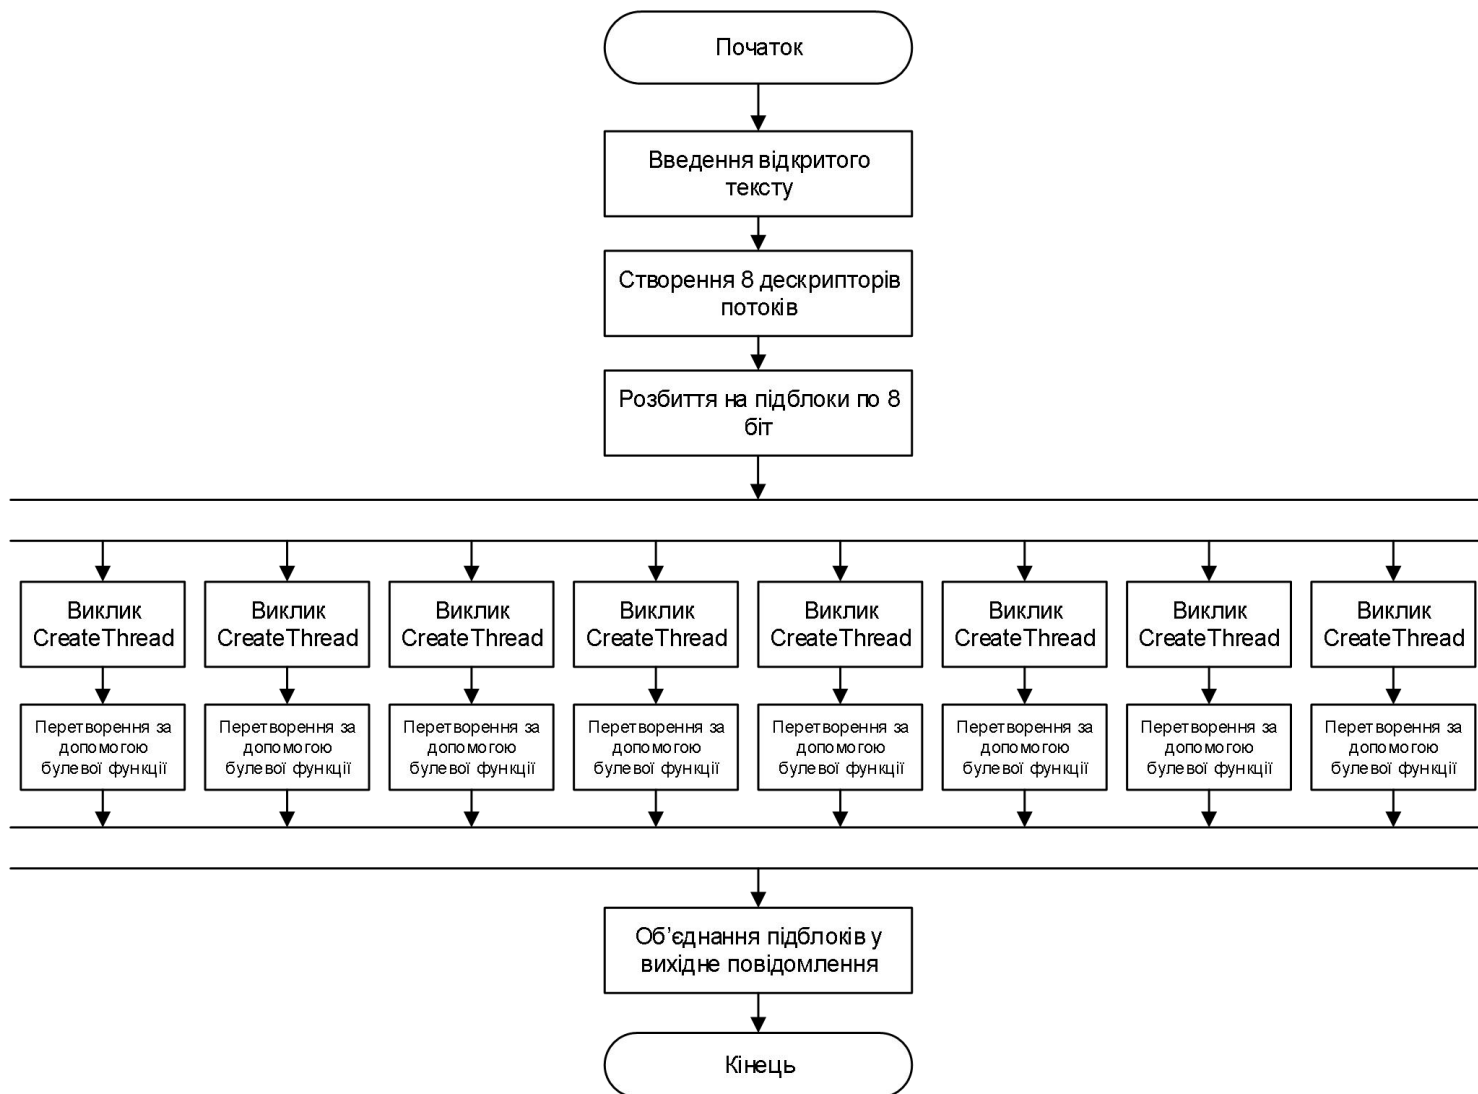 Початок
Введення відкритого
тексту
Створення 8 дескрипторів
потоків
Розбиття на підблоки по 8
біт
Виклик
CreateThread
Виклик
CreateThread
Виклик
CreateThread
Виклик
CreateThread
Виклик
CreateThread
Виклик
CreateThread
Виклик
CreateThread
Виклик
CreateThread
Перетворення за
допомогою
булевої функції
Перетворення за
допомогою
булевої функції
Перетворення за
допомогою
булевої функції
Перетворення за
допомогою
булевої функції
Перетворення за
допомогою
булевої функції
Перетворення за
допомогою
булевої функції
Перетворення за
допомогою
булевої функції
Перетворення за
допомогою
булевої функції
Об’єднання підблоків у
вихідне повідомлення
Кінець